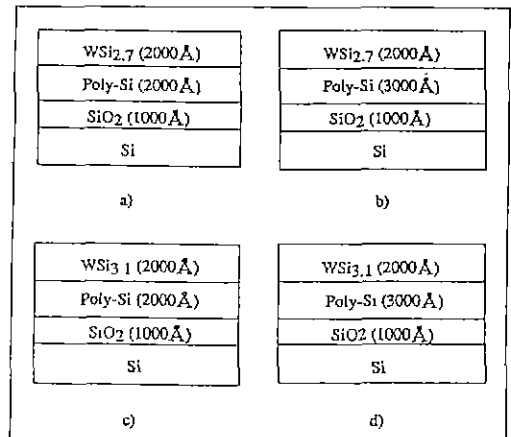 WSi2.7 (2000Å)
Poly-Si (2000Å)
SiO2 (1000Å)
Si
a)
WSi2.7 (2000Å)
Poly-Si (3000Å)
SiO2 (1000Å)
Si
b)
WSi3 1 (2000Å)
Poly-Si (2000Å)
SiO2 (1000Å)
Si
c)
WSi3.1 (2000Å)
Poly-Si (3000Å)
SiO2 (1000Å)
Si
d)